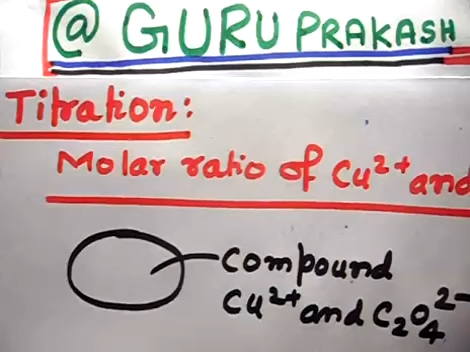 @ GURU PRAKASH
Titration:
Molar ratio of Cu²⁺ and
Compound
Cu²⁺ and C₂O₄²⁻